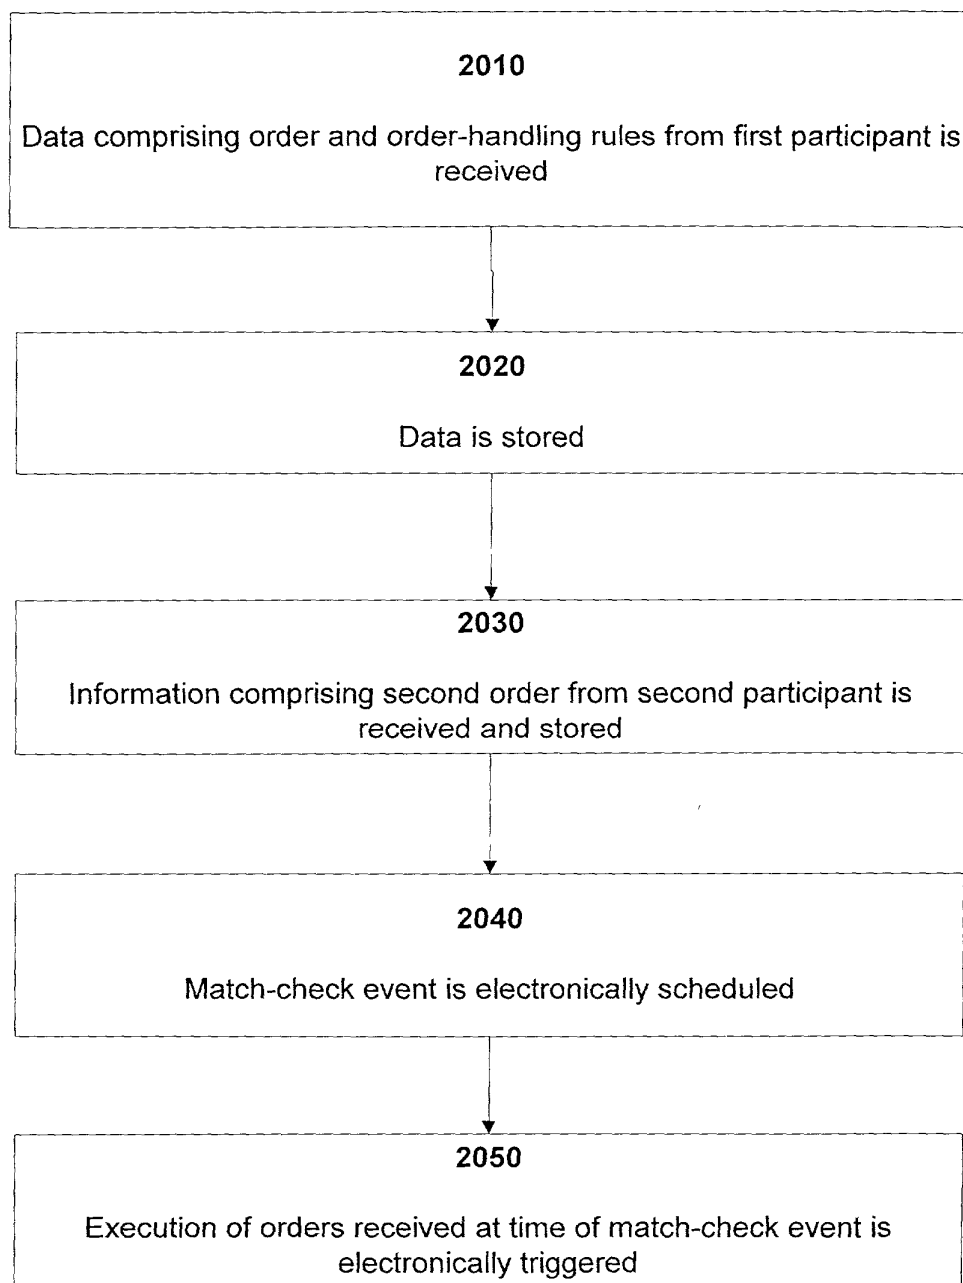 2010
Data comprising order and order-handling rules from first participant is
received
2020
Data is stored
2030
Information comprising second order from second participant is
received and stored
2040
Match-check event is electronically scheduled
2050
Execution of orders received at time of match-check event is
electronically triggered